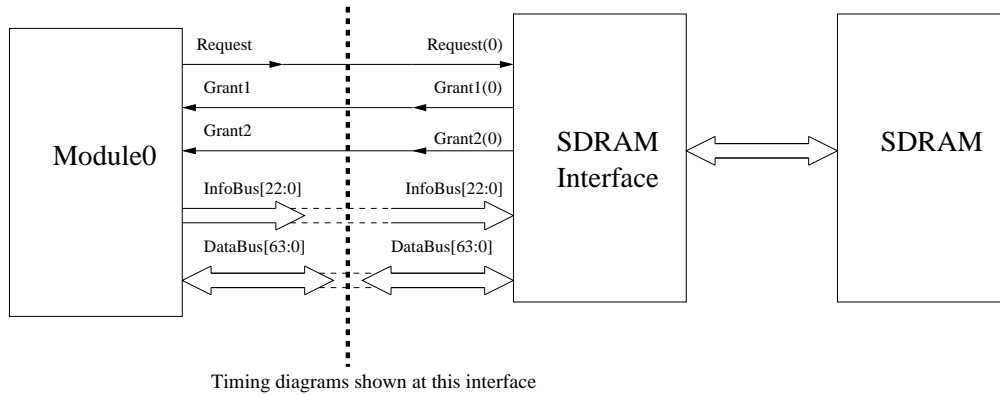 Request
Request(0)
Grant1
Grant1(0)
Grant2
Grant2(0)
Module0
SDRAM
Interface
SDRAM
InfoBus[22:0]
InfoBus[22:0]
DataBus[63:0]
DataBus[63:0]
Timing diagrams shown at this interface